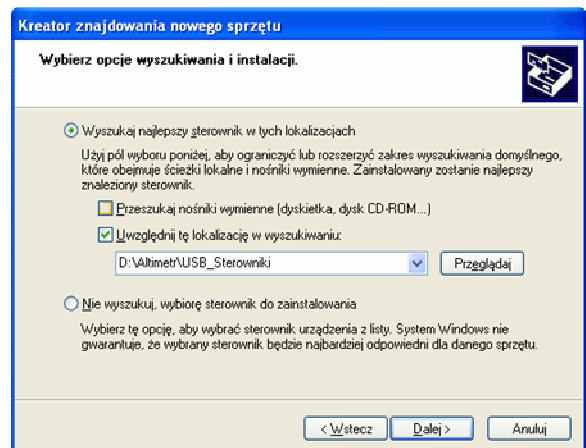 Kreator znajdowania nowego sprzętu
Wybierz opcje wyszukiwania i instalacji.
Wyszukaj najlepszy sterownik w tych lokalizacjach
Użyj pól wyboru poniżej, aby ograniczyć lub rozszerzyć zakres wyszukiwania domyślnego,
które obejmuje ścieżki lokalne i nośniki wymienne. Zainstalowany zostanie najlepszy
znaleziony sterownik.
Przeszukaj nośniki wymienne (dyskietka, dysk CD-ROM...)
Uwzględnij tę lokalizację w wyszukiwaniu:
D:\Altimetr\USB_Sterowniki
Przeglądaj
Nie wyszukuj, wybiorę sterownik do zainstalowania
Wybierz tę opcję, aby wybrać sterownik urządzenia z listy. System Windows nie
gwarantuje, że wybrany sterownik będzie najbardziej odpowiedni dla danego sprzętu.
< Wstecz
Dalej >
Anuluj